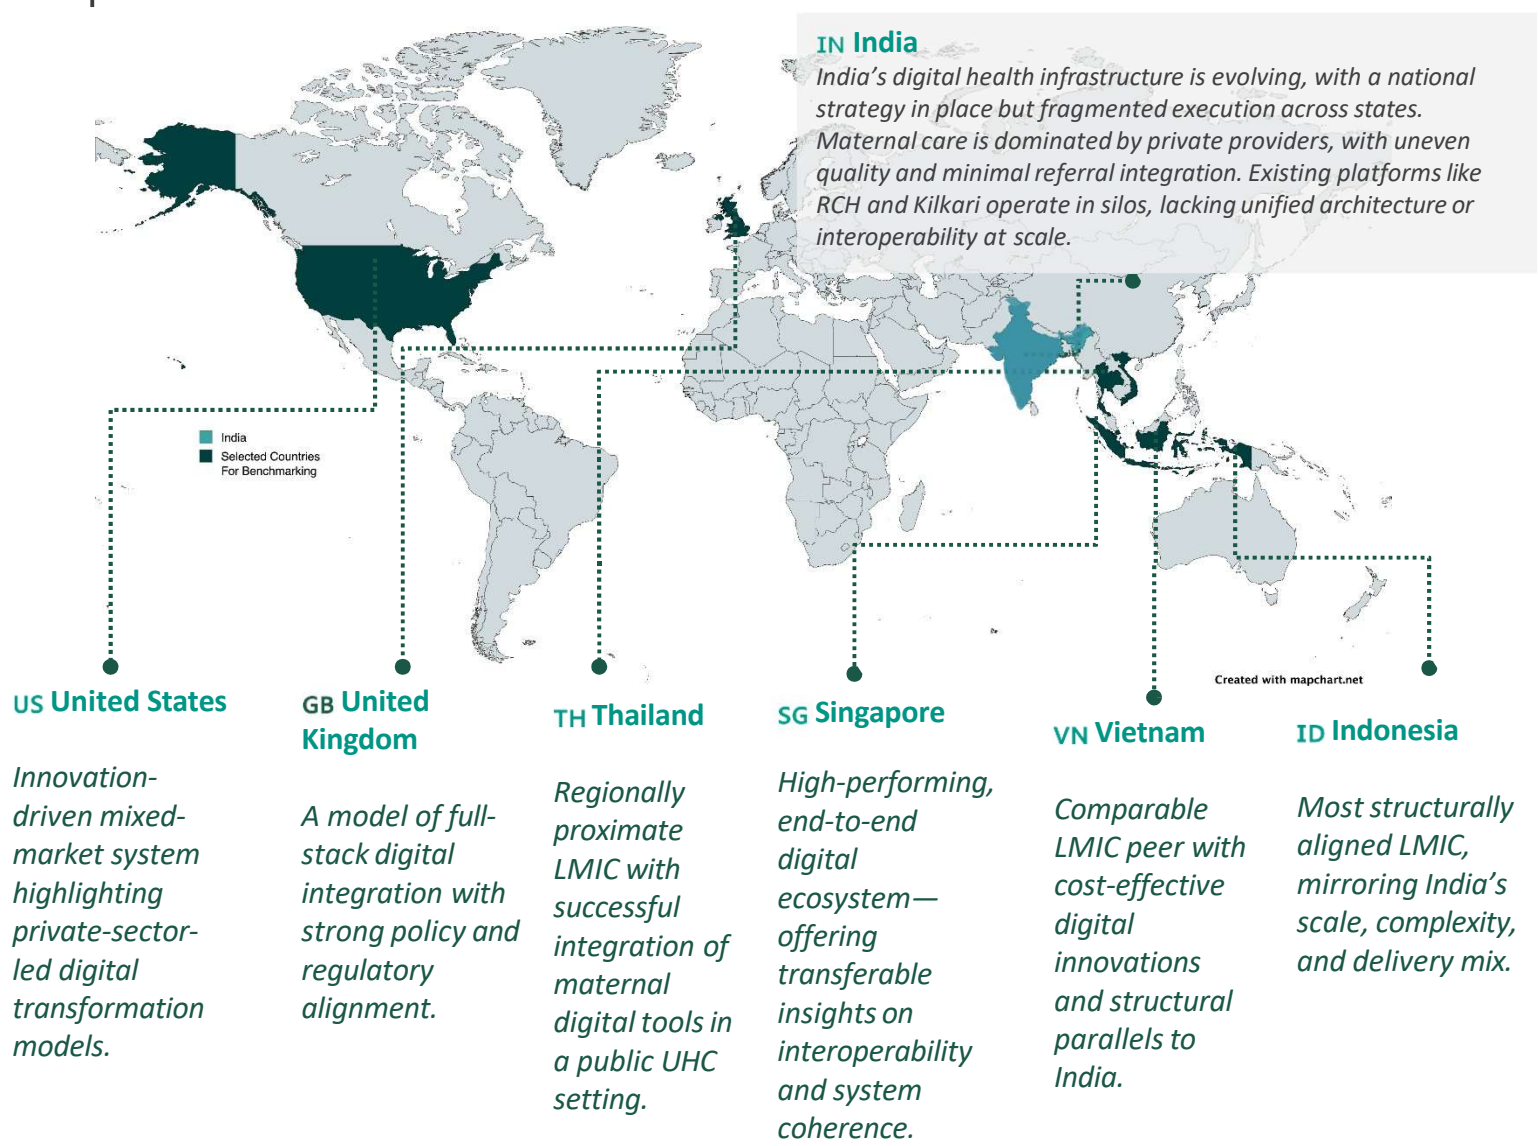 IN India
India's digital health infrastructure is evolving, with a national
strategy in place but fragmented execution across states.
Maternal care is dominated by private providers, with uneven
quality and minimal referral integration. Existing platforms like
RCH and Kilkari operate in silos, lacking unified architecture or
interoperability at scale.
India
Selected Countries
For Benchmarking
Created with mapchart.net
US United States
Innovation-
driven mixed-
market system
highlighting
private-sector-
led digital
transformation
models.
GB United
Kingdom
A model of full-
stack digital
integration with
strong policy and
regulatory
alignment.
TH Thailand
Regionally
proximate
LMIC with
successful
integration of
maternal
digital tools in
a public UHC
setting.
SG Singapore
High-performing,
end-to-end
digital
ecosystem—
offering
transferable
insights on
interoperability
and system
coherence.
VN Vietnam
Comparable
LMIC peer with
cost-effective
digital
innovations
and structural
parallels to
India.
ID Indonesia
Most structurally
aligned LMIC,
mirroring India's
scale, complexity,
and delivery mix.